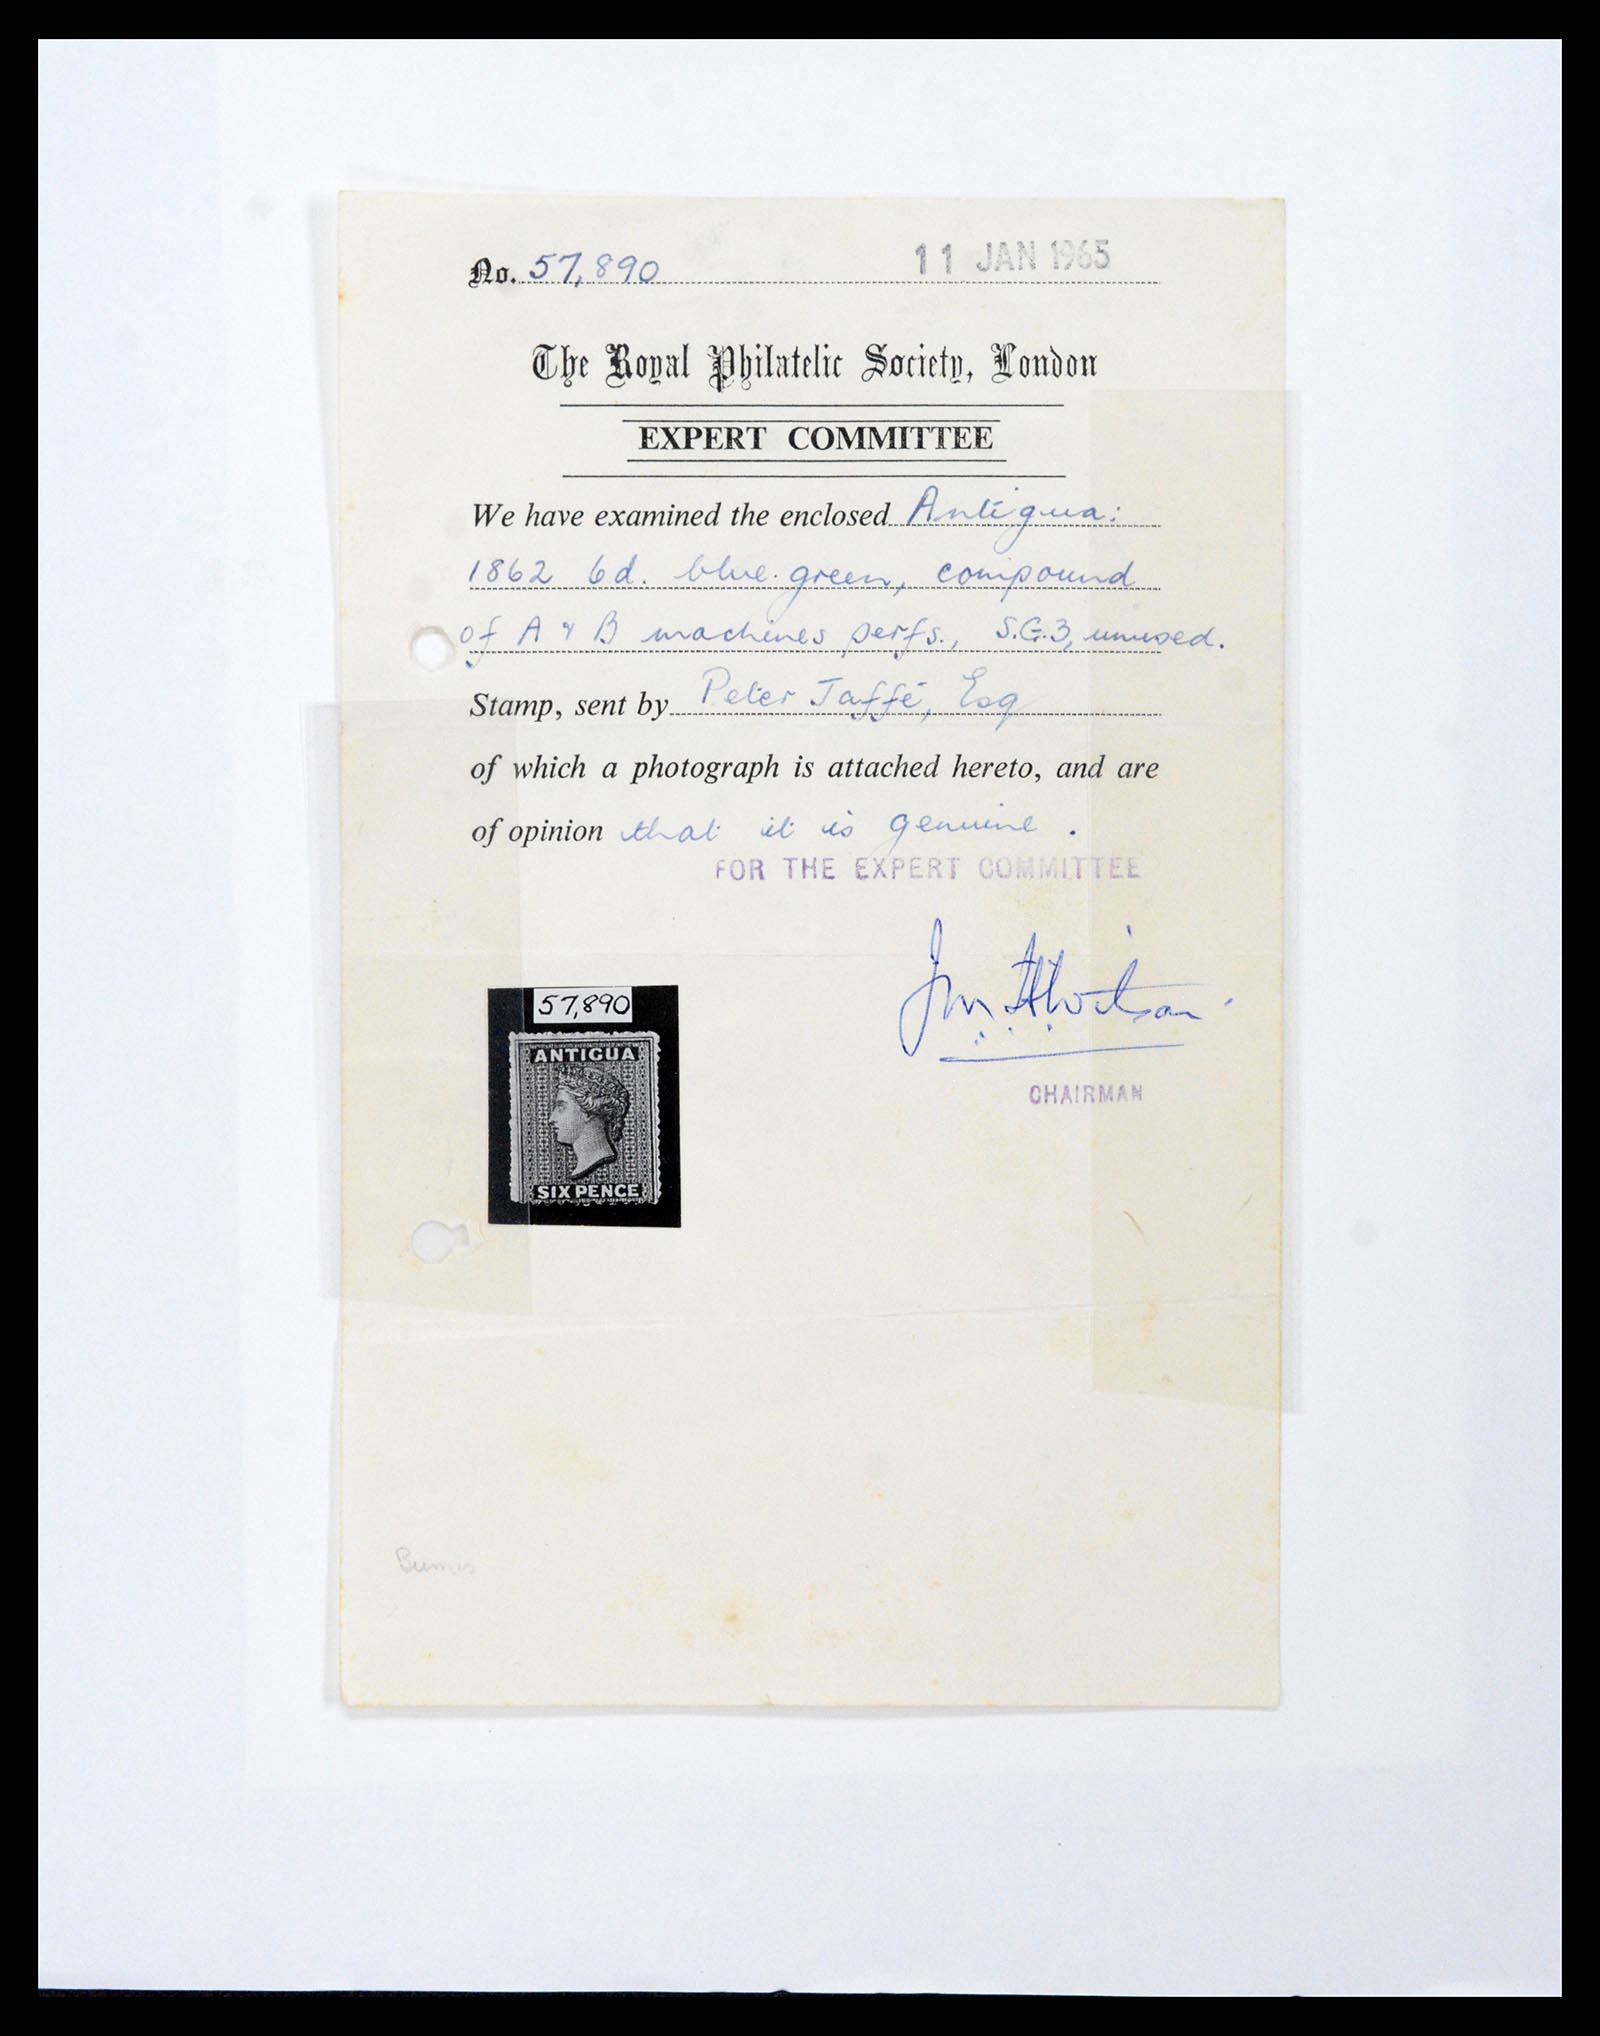 No. 57,890 11 JAN 1965
The Royal Philatelic Society, London
EXPERT COMMITTEE
We have examined the enclosed Antigua:
1862 6d. blue-green, compound
of A & B machines perfs., S.G.3, unused.
Stamp, sent by Peter Jaffé, Esq
of which a photograph is attached hereto, and are
of opinion that it is genuine.
FOR THE EXPERT COMMITTEE
57,890
ANTIGUA
SIX PENCE
CHAIRMAN